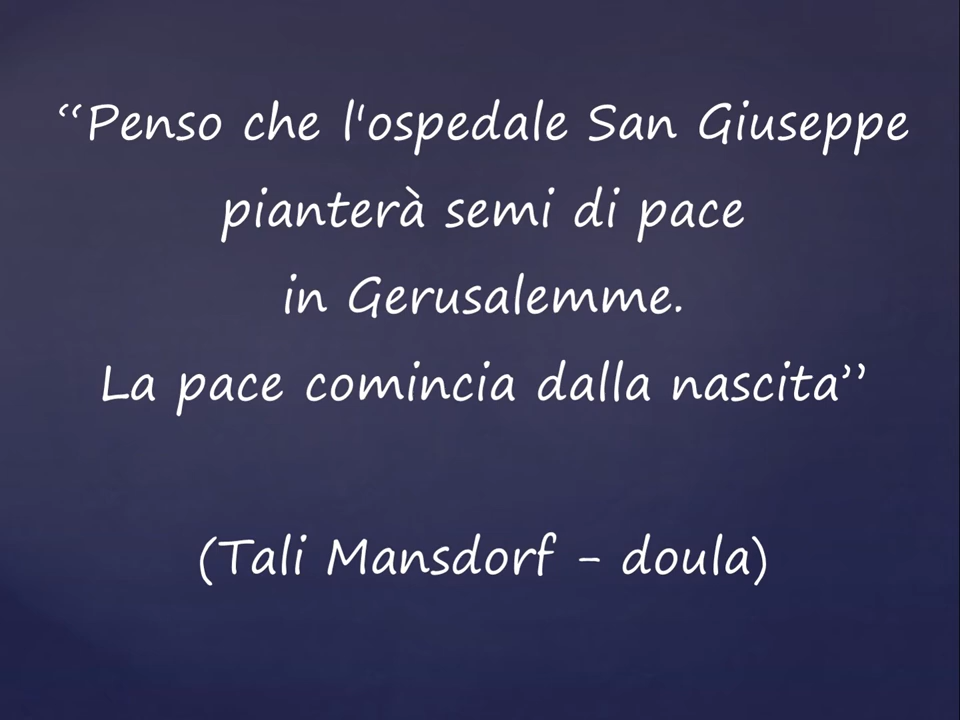 “Penso che l'ospedale San Giuseppe
pianterà semi di pace
in Gerusalemme.
La pace comincia dalla nascita”
(Tali Mansdorf - doula)